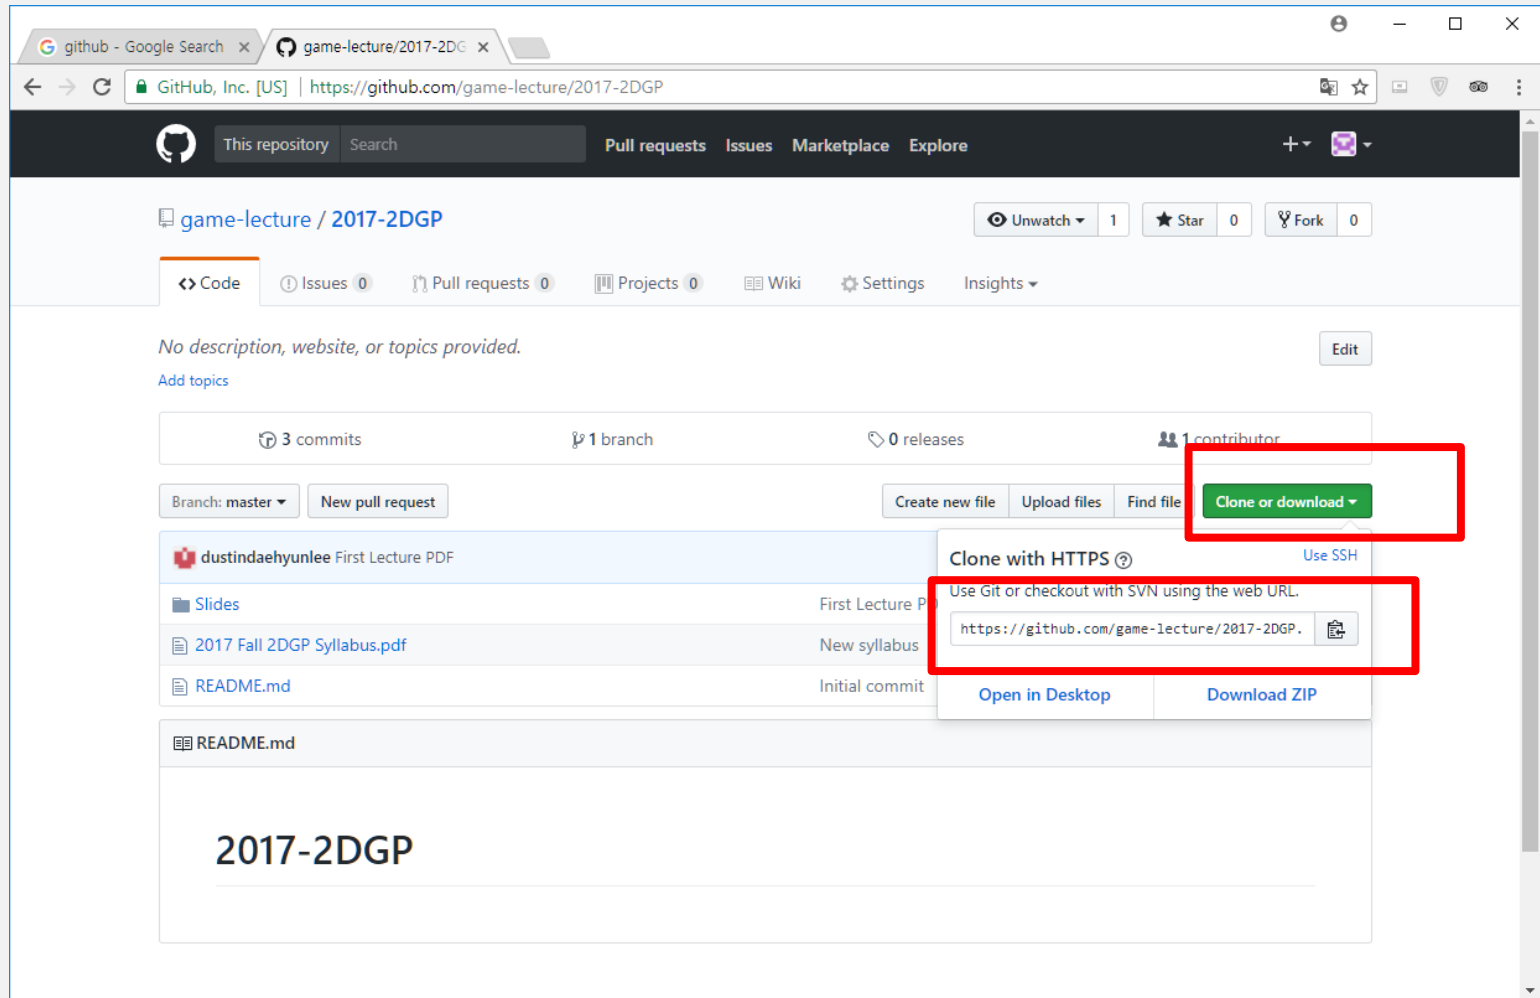 github - Google Search
game-lecture/2017-2DG
GitHub, Inc. [US] | https://github.com/game-lecture/2017-2DGP
This repository Search Pull requests Issues Marketplace Explore
game-lecture / 2017-2DGP Unwatch 1 Star 0 Fork 0
Code Issues 0 Pull requests 0 Projects 0 Wiki Settings Insights
No description, website, or topics provided. Edit
Add topics
3 commits 1 branch 0 releases 1 contributor
Branch: master New pull request Create new file Upload files Find file Clone or download
dustindaehyunlee First Lecture PDF
Slides First Lecture
2017 Fall 2DGP Syllabus.pdf New syllabus
README.md Initial commit
Clone with HTTPS ? Use SSH
Use Git or checkout with SVN using the web URL.
https://github.com/game-lecture/2017-2DGP.
Open in Desktop Download ZIP
README.md
2017-2DGP